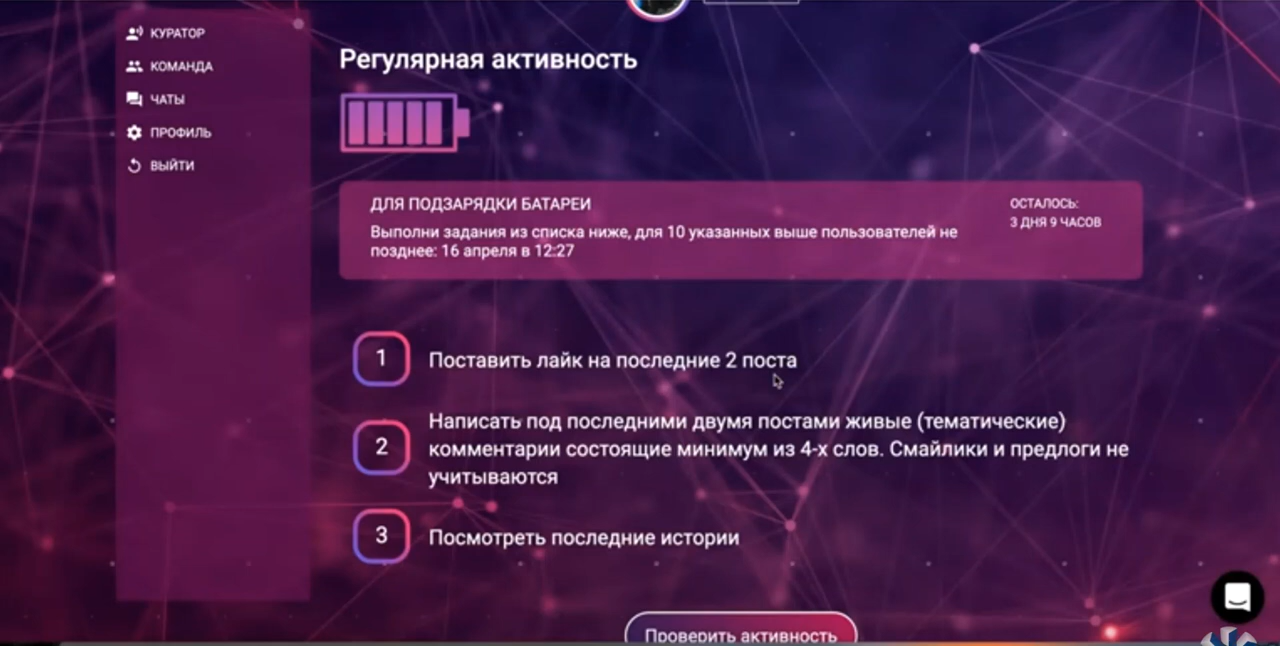 КУРАТОР
КОМАНДА
ЧАТЫ
ПРОФИЛЬ
ВЫЙТИ
Регулярная активность
ДЛЯ ПОДЗАРЯДКИ БАТАРЕИ
Выполни задания из списка ниже, для 10 указанных выше пользователей не
позднее: 16 апреля в 12:27
ОСТАЛОСЬ:
3 ДНЯ 9 ЧАСОВ
1
Поставить лайк на последние 2 поста
2
Написать под последними двумя постами живые (тематические)
комментарии состоящие минимум из 4-х слов. Смайлики и предлоги не
учитываются
3
Посмотреть последние истории
Проверить активность